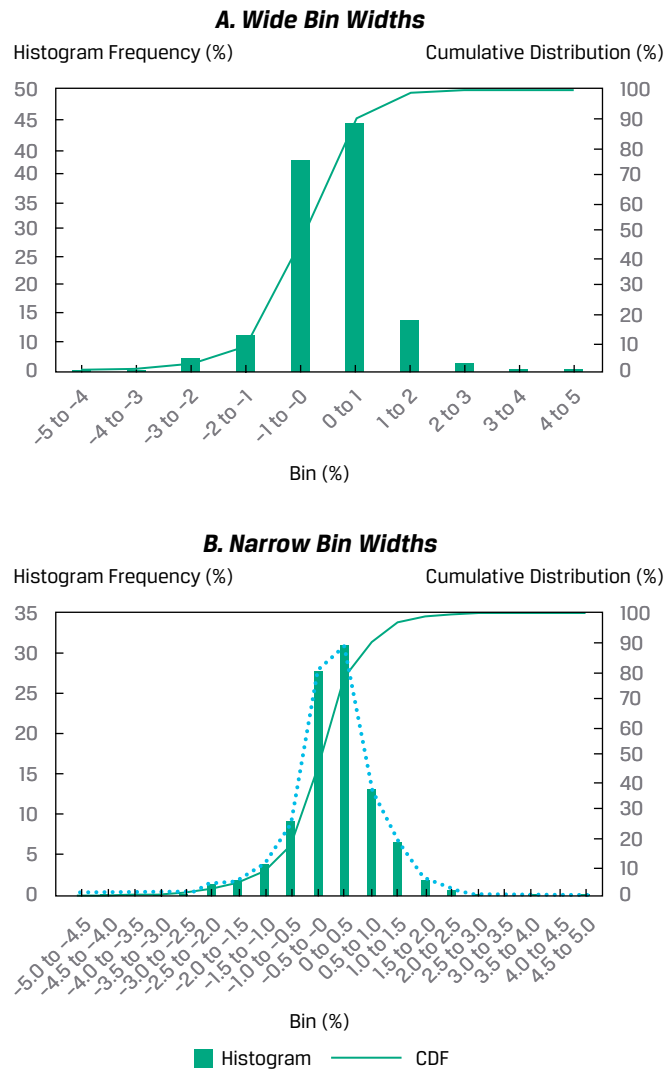 A. Wide Bin Widths
Histogram Frequency (%) Cumulative Distribution (%)
50 100
45 90
40 80
40 70
35 60
30 50
25 40
20 30
15 20
10 10
0 0
–5 to –4 –4 to –3 –3 to –2 –2 to –1 –1 to –0 0 to 1 1 to 2 2 to 3 3 to 4 4 to 5
Bin (%)
B. Narrow Bin Widths
Histogram Frequency (%) Cumulative Distribution (%)
35 100
30 90
25 80
20 70
15 60
10 50
5 40
0 30
20
10
0
–5.0 to –4.5 –4.5 to –4.0 –4.0 to –3.5 –3.5 to –3.0 –3.0 to –2.5 –2.5 to –2.0 –2.0 to –1.5 –1.5 to –1.0 –1.0 to –0.5 –0.5 to –0 0 to 0.5 0.5 to 1.0 1.0 to 1.5 1.5 to 2.0 2.0 to 2.5 2.5 to 3.0 3.0 to 3.5 3.5 to 4.0 4.0 to 4.5 4.5 to 5.0
Bin (%)
Histogram CDF